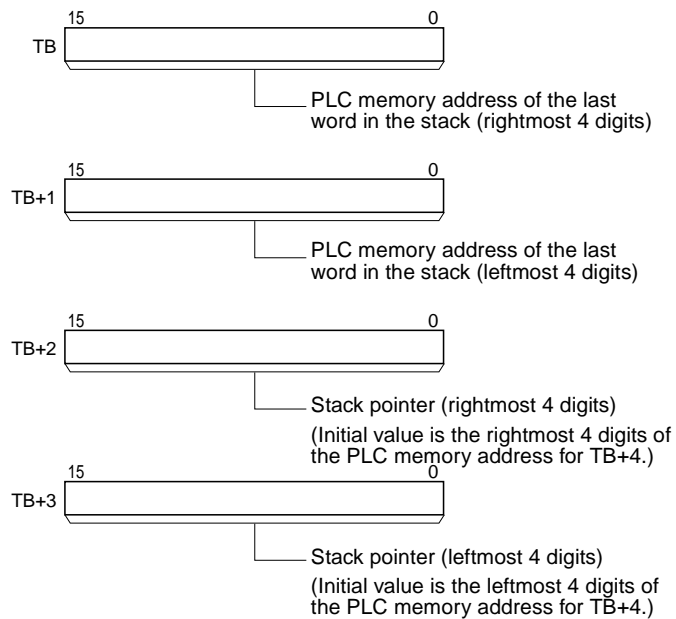 15 0
TB
PLC memory address of the last
word in the stack (rightmost 4 digits)
15 0
TB+1
PLC memory address of the last
word in the stack (leftmost 4 digits)
15 0
TB+2
Stack pointer (rightmost 4 digits)
(Initial value is the rightmost 4 digits of
the PLC memory address for TB+4.)
15 0
TB+3
Stack pointer (leftmost 4 digits)
(Initial value is the leftmost 4 digits of
the PLC memory address for TB+4.)